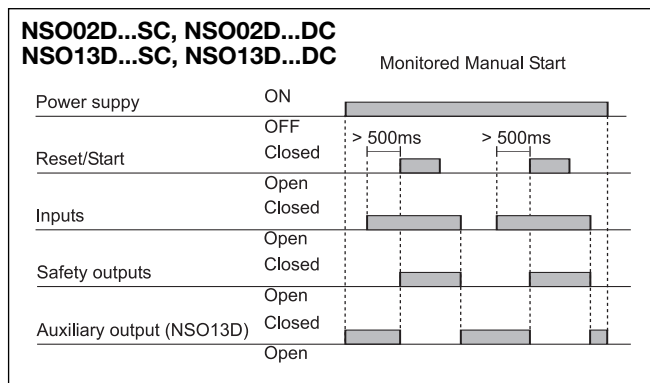 NSO02D...SC, NSO02D...DC
NSO13D...SC, NSO13D...DC
Monitored Manual Start
Power suppy ON
OFF
> 500ms > 500ms
Reset/Start Closed
Open
Inputs Closed
Open
Safety outputs Closed
Open
Auxiliary output (NSO13D) Closed
Open